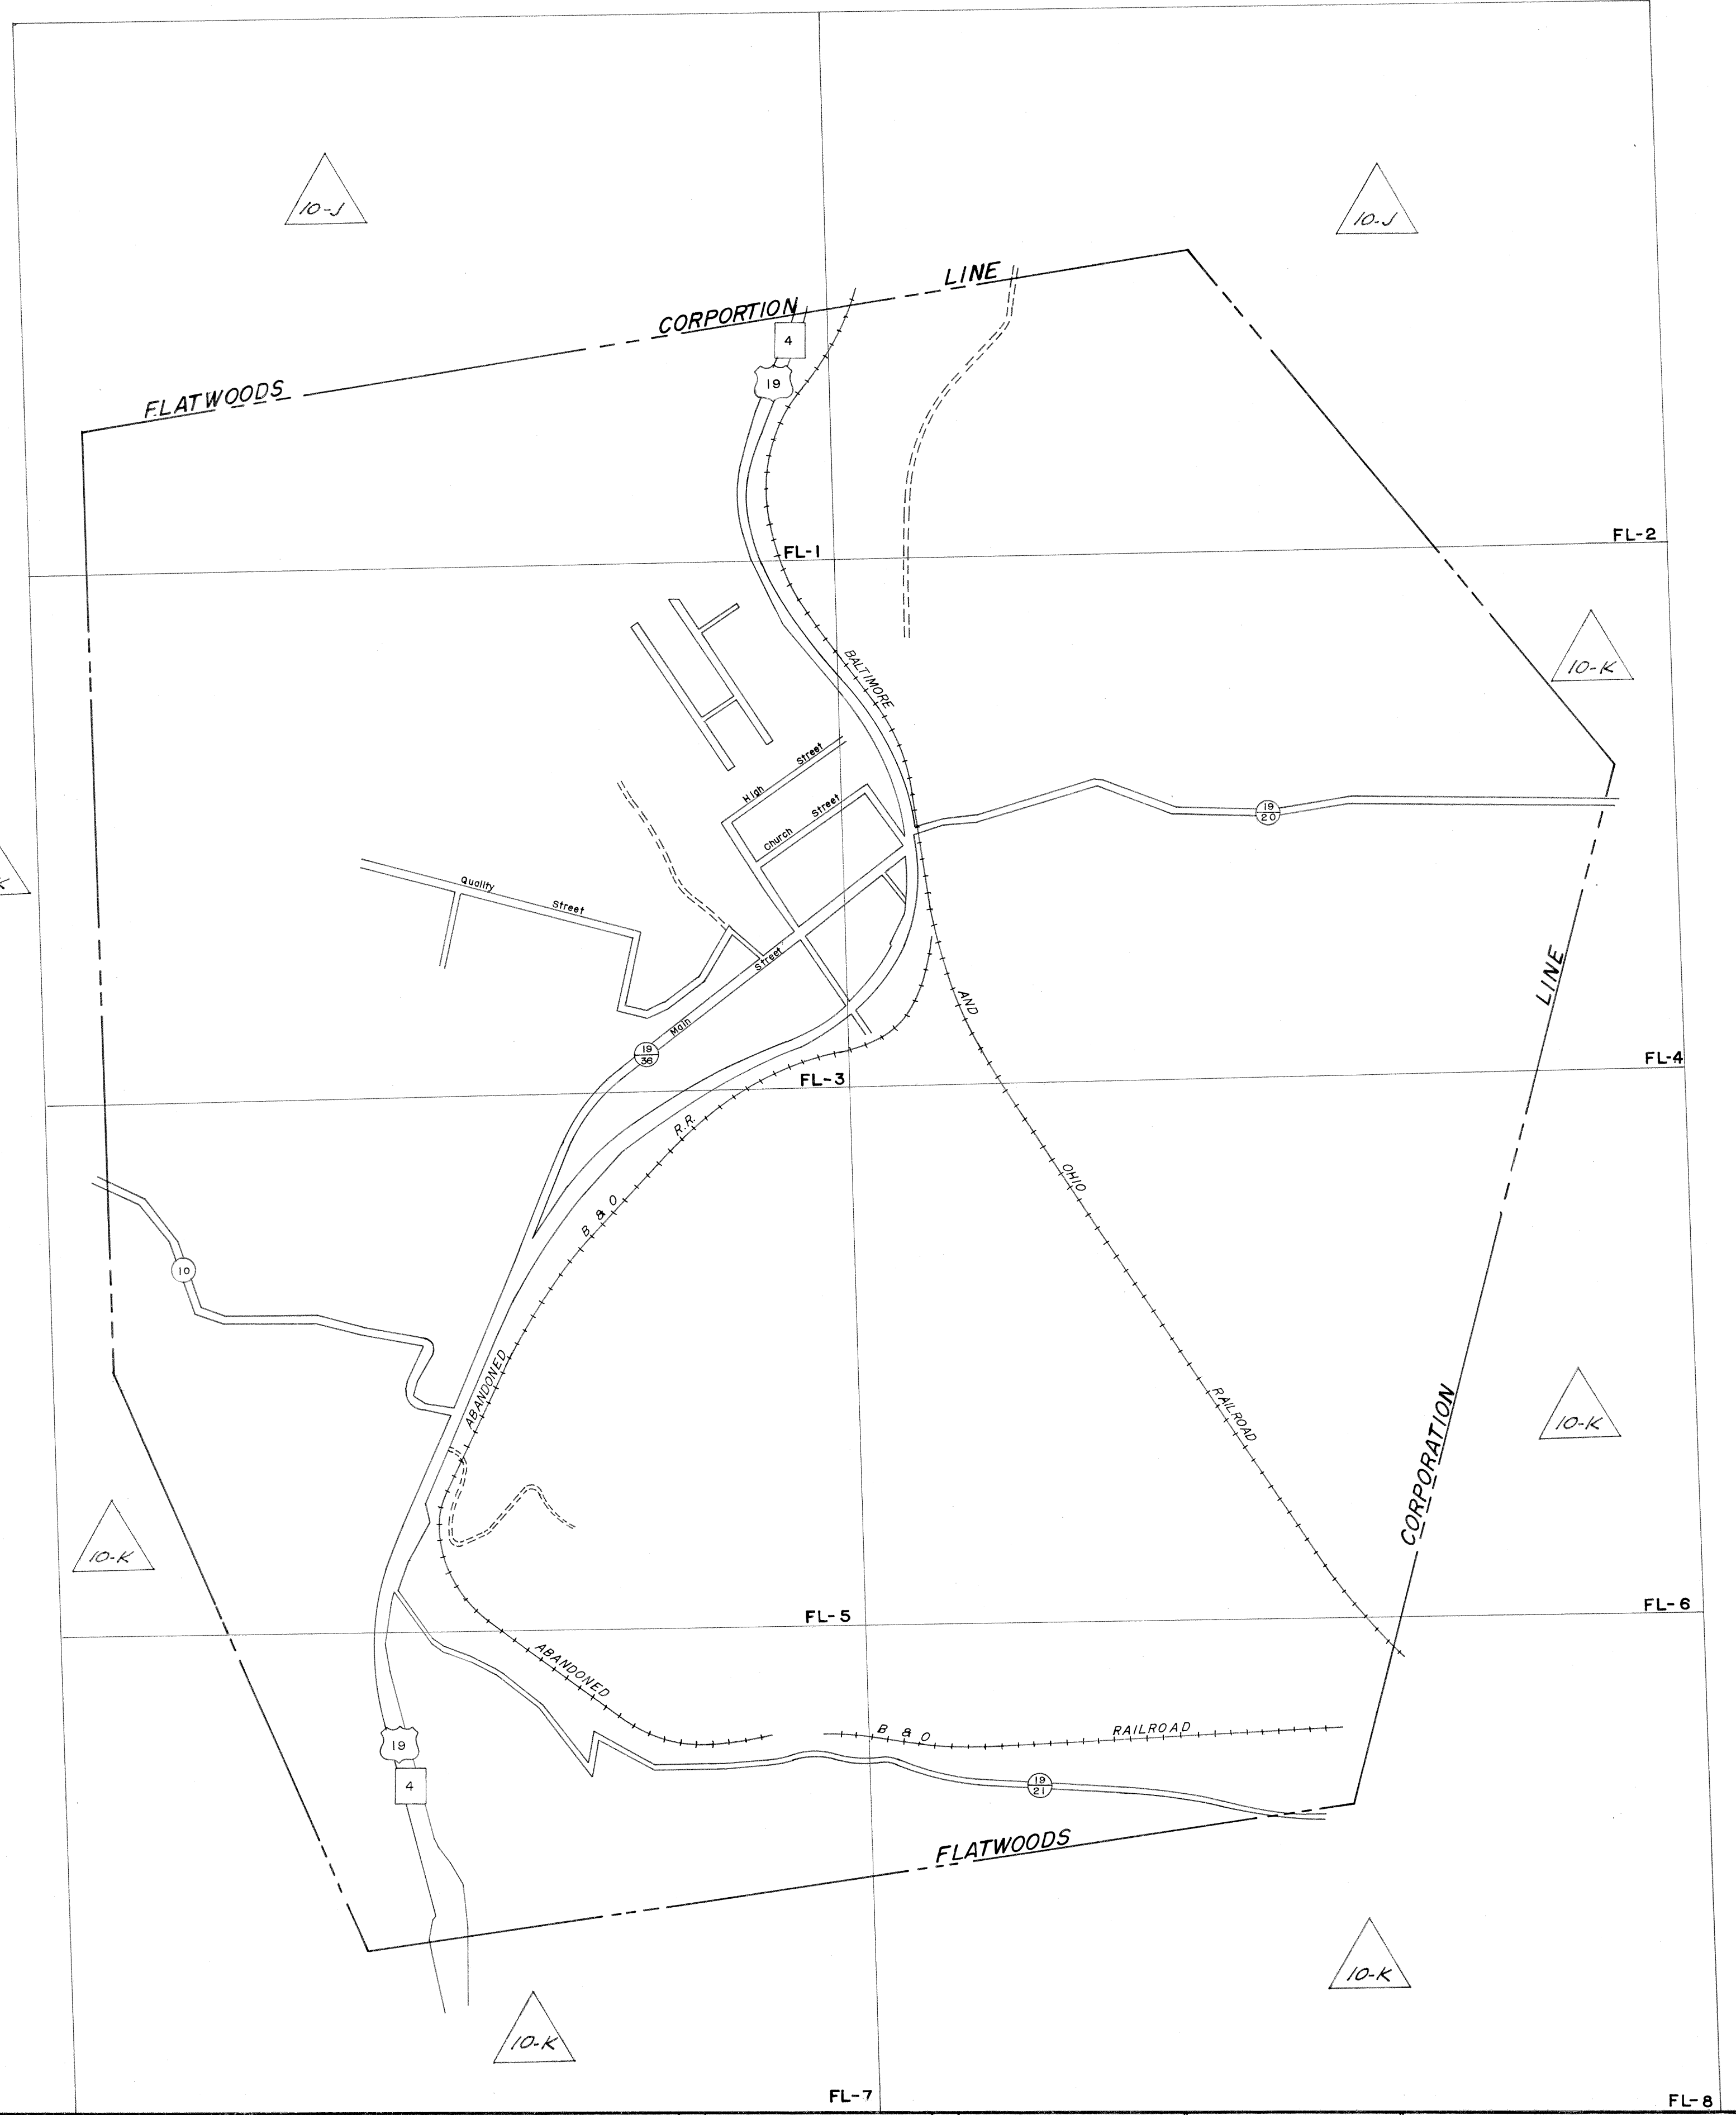 10-J
10-J
FLATWOODS CORPORTION LINE
4
19
FL-1
FL-2
10-K
BALTIMORE
High Street
Church Street
19
20
Quality Street
Main Street
19
36
AND
LINE
FL-3
FL-4
R.R.
B & O
OHIO
10
ABANDONED
RAILROAD
CORPORATION
10-K
10-K
FL-5
FL-6
ABANDONED
B & O RAILROAD
19
4
19
21
FLATWOODS
10-K
10-K
FL-7
FL-8